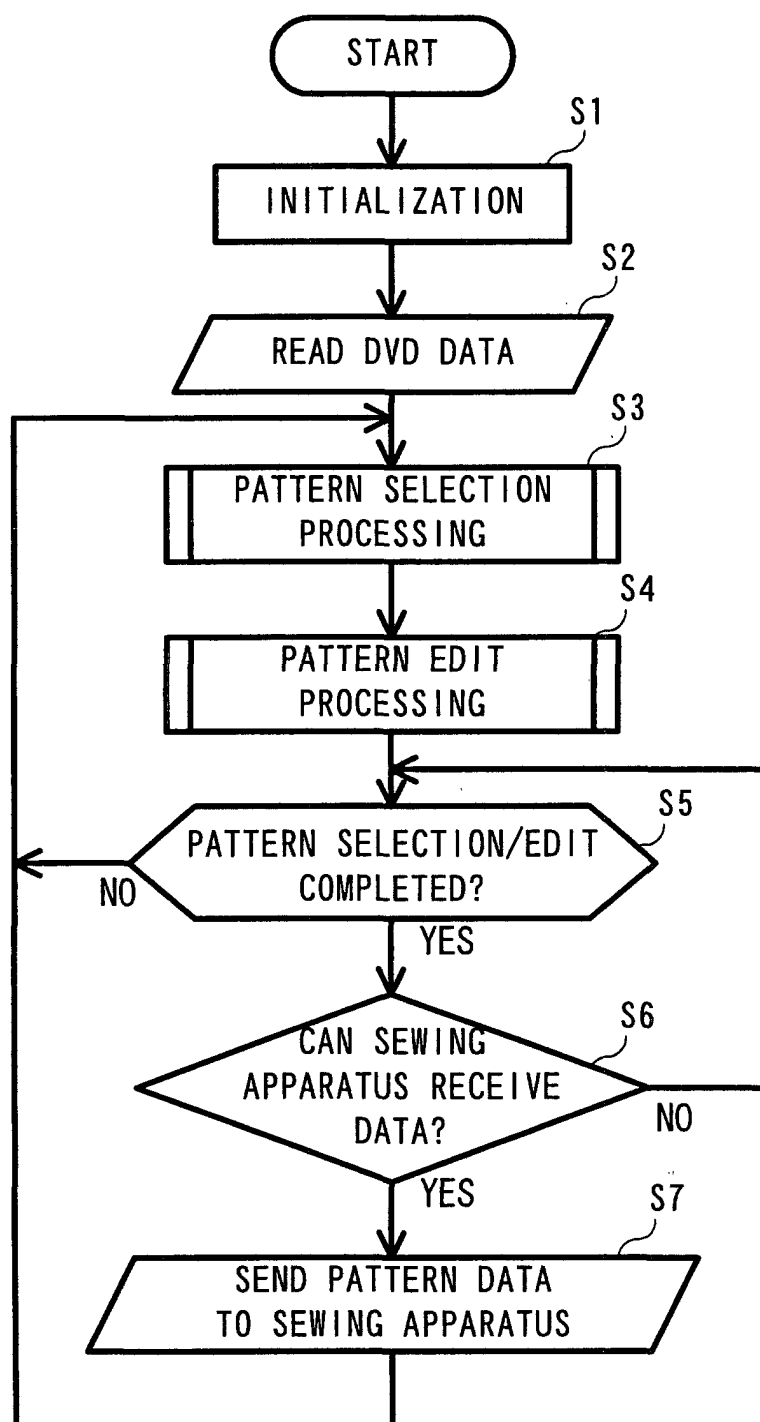 START
S1
INITIALIZATION
S2
READ DVD DATA
S3
PATTERN SELECTION
PROCESSING
S4
PATTERN EDIT
PROCESSING
S5
PATTERN SELECTION/EDIT
COMPLETED?
NO
YES
S6
CAN SEWING
APPARATUS RECEIVE
DATA?
NO
YES
S7
SEND PATTERN DATA
TO SEWING APPARATUS